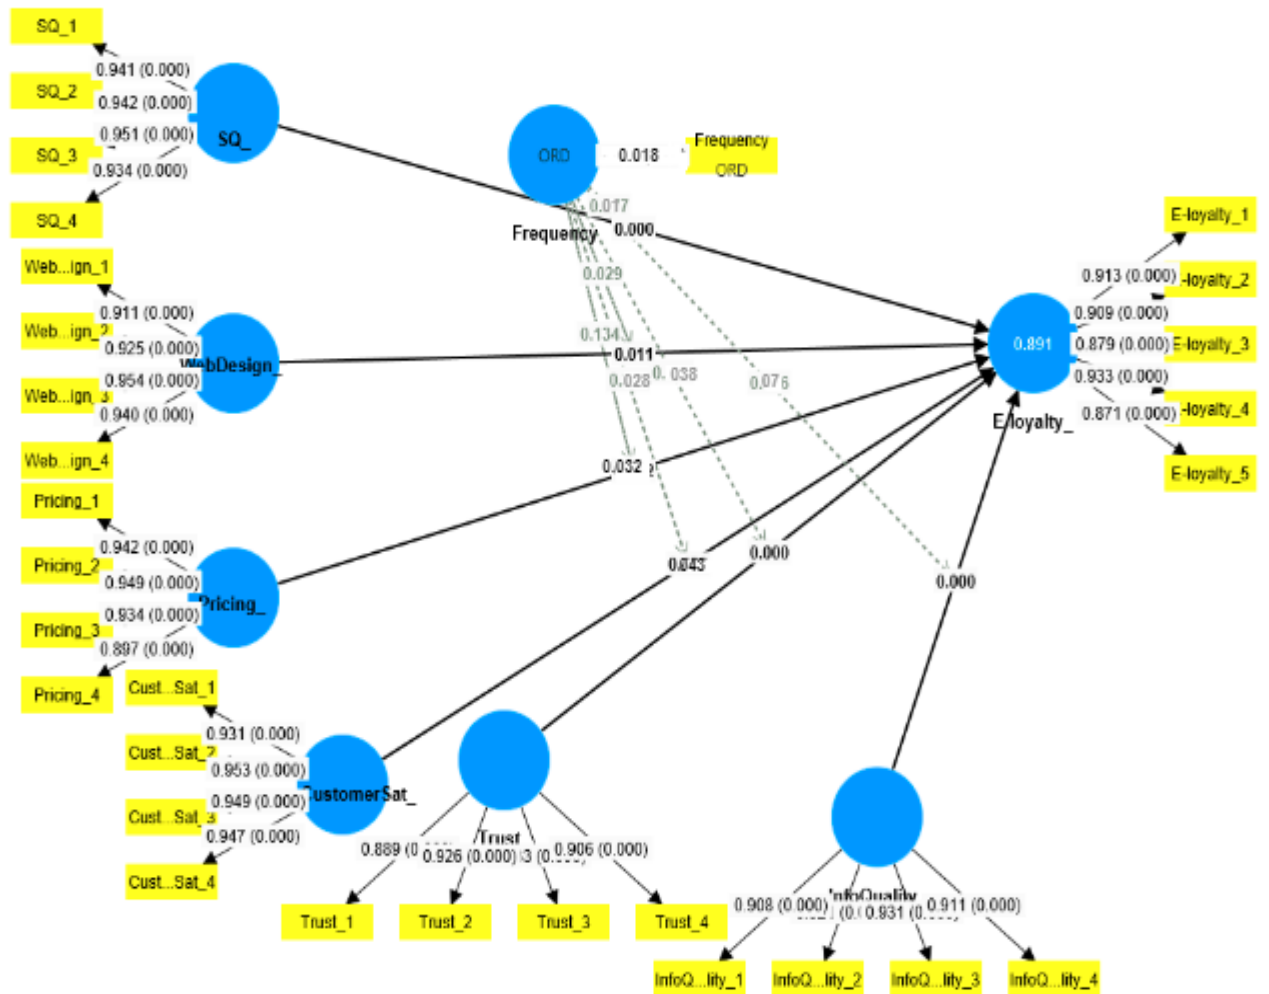 SQ_1
0.941 (0.000)
SQ_2
0.942 (0.000)
0.951 (0.000)
SQ_3
0.934 (0.000)
SQ_4
SQ_
ORD
0.018
Frequency
ORD
Frequency
0.017
0.000
0.029
0.134
0.011
0.028
0.038
0.076
0.032
0.043
0.000
0.000
Web...ign_1
0.911 (0.000)
Web...ign_2
0.925 (0.000)
WebDesign_
0.954 (0.000)
Web...ign_3
0.940 (0.000)
Web...ign_4
Pricing_1
0.942 (0.000)
Pricing_2
0.949 (0.000)
Pricing_
0.934 (0.000)
Pricing_3
0.897 (0.000)
Pricing_4
Cust...Sat_1
0.931 (0.000)
Cust...Sat_2
0.953 (0.000)
CustomerSat_
0.949 (0.000)
Cust...Sat_3
0.947 (0.000)
Cust...Sat_4
E-loyalty_1
0.913 (0.000)
E-loyalty_2
0.909 (0.000)
0.891
0.879 (0.000)
E-loyalty_3
0.933 (0.000)
E-loyalty_4
0.871 (0.000)
E-loyalty_
E-loyalty_5
Trust
0.889
0.926 (0.000)
0.906 (0.000)
Trust_1
Trust_2
Trust_3
Trust_4
InfoQuality
0.908 (0.000)
0.931
0.911 (0.000)
InfoQ...lity_1
InfoQ...lity_2
InfoQ...lity_3
InfoQ...lity_4